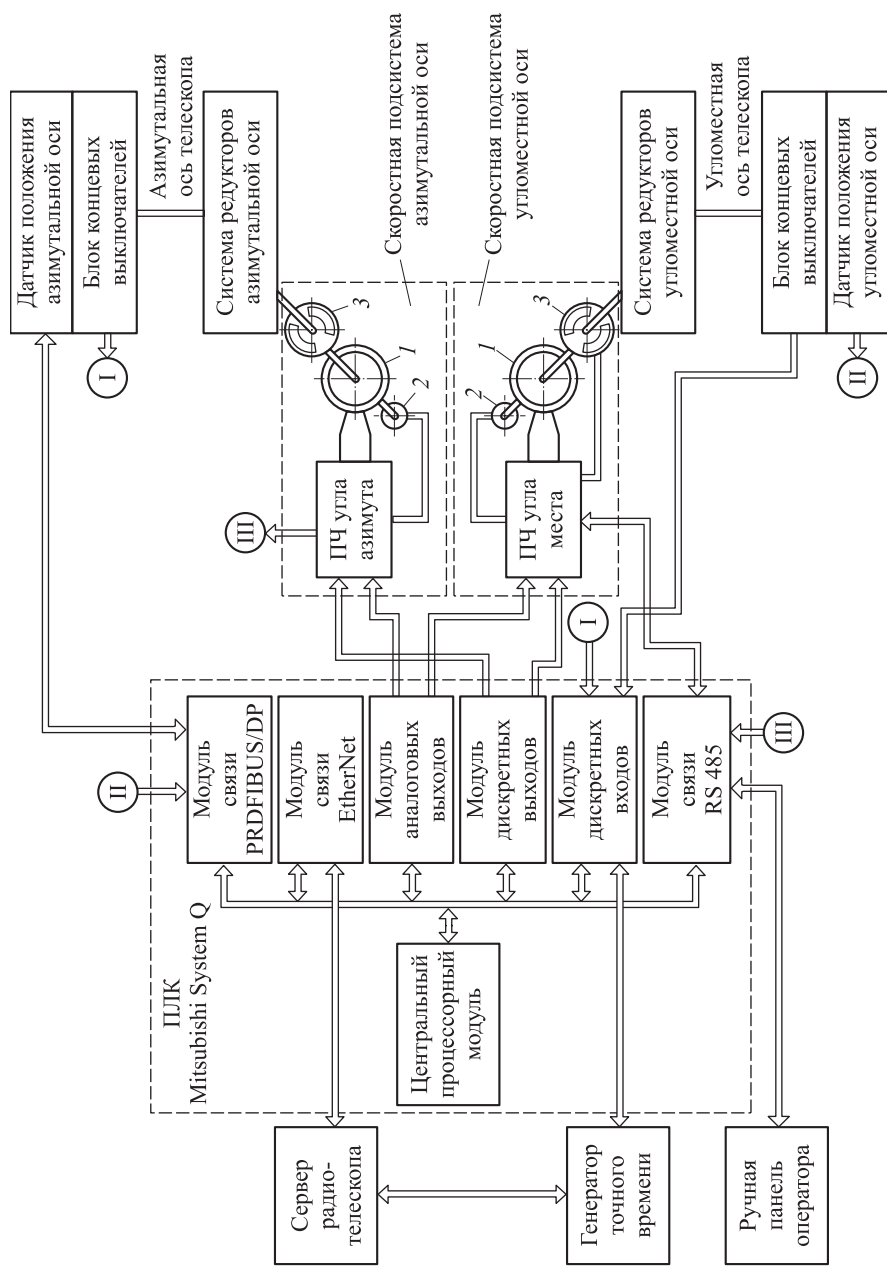 Сервер
радио-
телескопа
Генератор
точного
времени
Ручная
панель
оператора
ПЛК
Mitsubishi System Q
Центральный
процессорный
модуль
II
Модуль
связи
PRDFIBUS/DP
Модуль
связи
EtherNet
Модуль
аналоговых
выходов
Модуль
дискретных
выходов
Модуль
дискретных
входов
Модуль
связи
RS 485
I
III
III
ПЧ угла
азимута
1
2
3
Скоростная подсистема
азимутальной оси
ПЧ угла
места
1
2
3
Скоростная подсистема
угломестной оси
Датчик положения
азимутальной оси
Блок концевых
выключателей
I
Азимутальная
ось телескопа
Система редукторов
азимутальной оси
Система редукторов
угломестной оси
Угломестная
ось телескопа
Блок концевых
выключателей
Датчик положения
угломестной оси
II